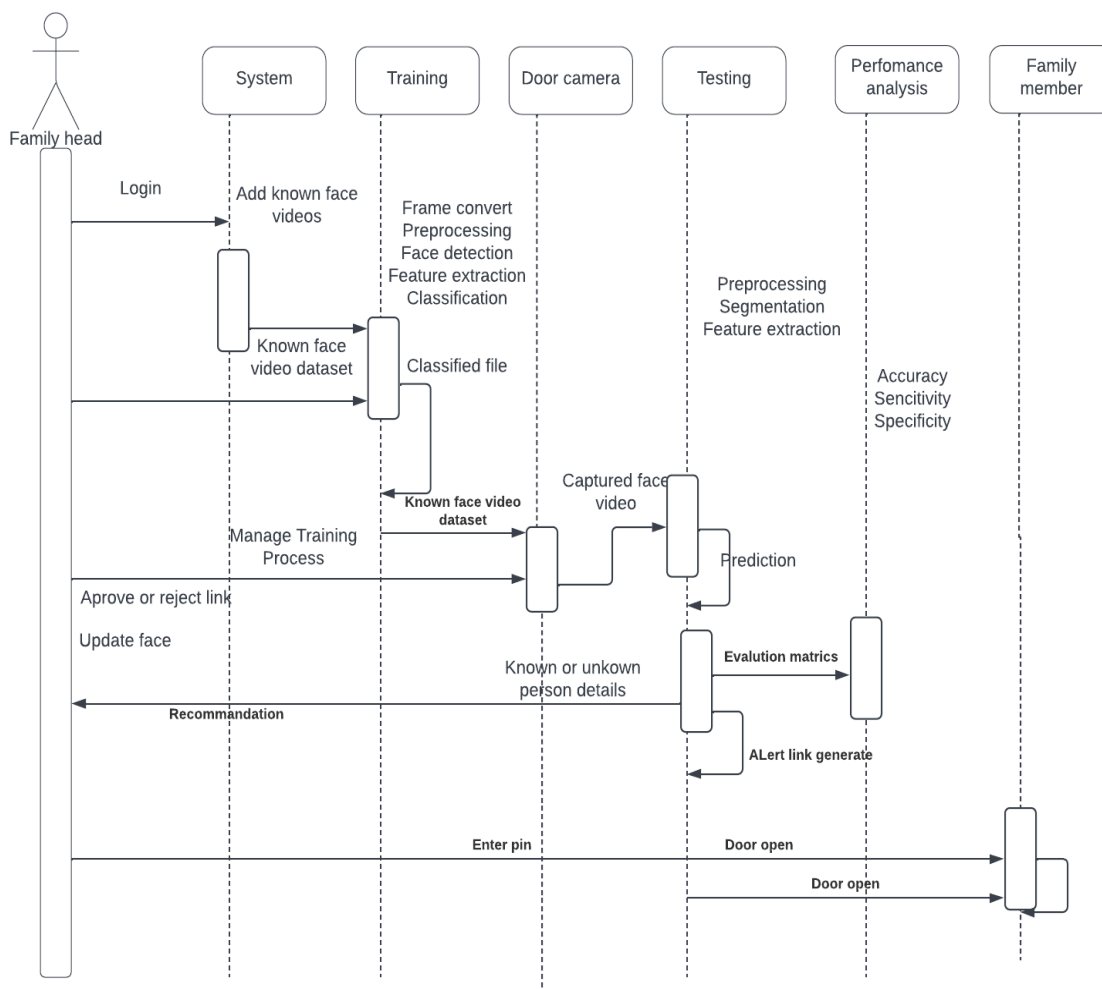 System
Training
Door camera
Testing
Perfomance
analysis
Family
member
Family head
Login
Add known face
videos
Frame convert
Preprocessing
Face detection
Feature extraction
Classification
Preprocessing
Segmentation
Feature extraction
Known face
video dataset
Classified file
Accuracy
Sencitivity
Specificity
Captured face
video
Known face video
dataset
Manage Training
Process
Prediction
Aprove or reject link
Update face
Evalution matrics
Known or unkown
person details
Recommandation
ALert link generate
Enter pin
Door open
Door open